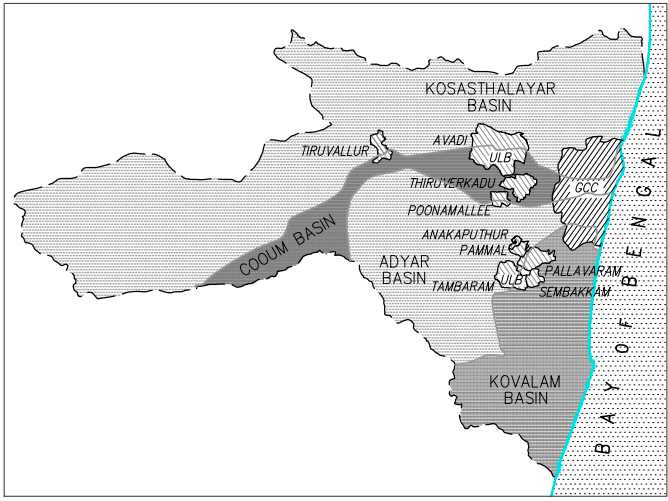 KOSASTHALAYAR
BASIN
TIRUVALLUR
AVADI
ULB
THIRUVERKADU
GCC
POONAMALLEE
COOUM BASIN
ANAKAPUTHUR
PAMMAL
ADYAR
BASIN
PALLAVARAM
TAMBARAM
ULB
SEMBAKKAM
KOVALAM
BASIN
BAY OF BENGAL